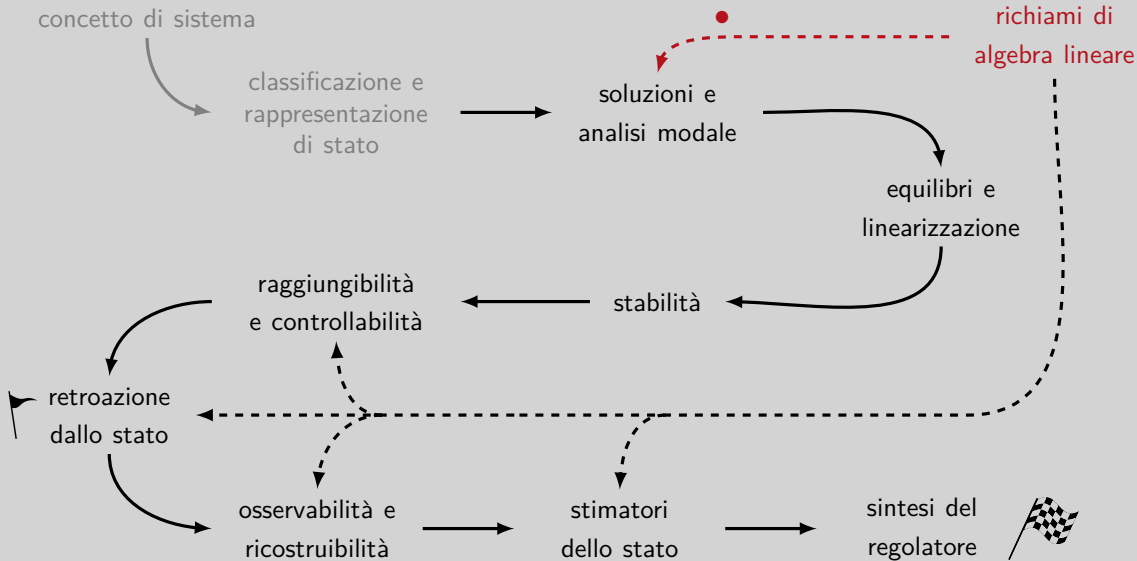 concetto di sistema
classificazione e
rappresentazione
di stato
soluzioni e
analisi modale
richiami di
algebra lineare
equilibri e
linearizzazione
stabilità
raggiungibilità
e controllabilità
retroazione
dallo stato
osservabilità e
ricostruibilità
stimatori
dello stato
sintesi del
regolatore